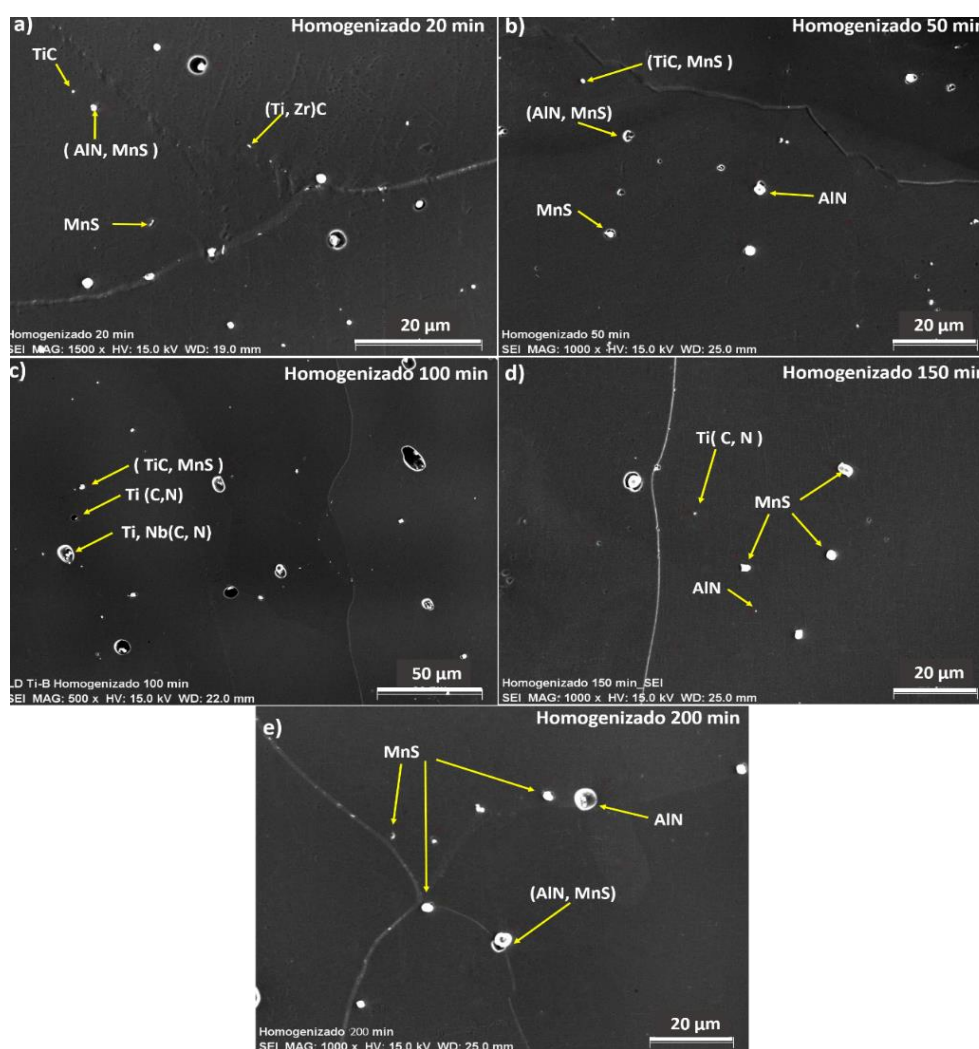 a)
Homogenizado 20 min
TiC
(Ti, Zr)C
( AlN, MnS )
MnS
20 μm
Homogenizado 20 min
SEI MAG: 1500 x HV: 15.0 kV WD: 19.0 mm
b)
Homogenizado 50 min
(TiC, MnS )
(AlN, MnS)
AlN
MnS
20 μm
Homogenizado 50 min
SEI MAG: 1000 x HV: 15.0 kV WD: 25.0 mm
c)
Homogenizado 100 min
( TiC, MnS )
Ti (C,N)
Ti, Nb(C, N)
50 μm
LD Ti-B Homogenizado 100 min
SEI MAG: 500 x HV: 15.0 kV WD: 22.0 mm
d)
Homogenizado 150 min
Ti( C, N )
MnS
AlN
20 μm
Homogenizado 150 min_SEI
SEI MAG: 1000 x HV: 15.0 kV WD: 25.0 mm
e)
Homogenizado 200 min
MnS
AlN
(AlN, MnS)
20 μm
Homogenizado 200 min
SEI MAG: 1000 x HV: 15.0 kV WD: 25.0 mm